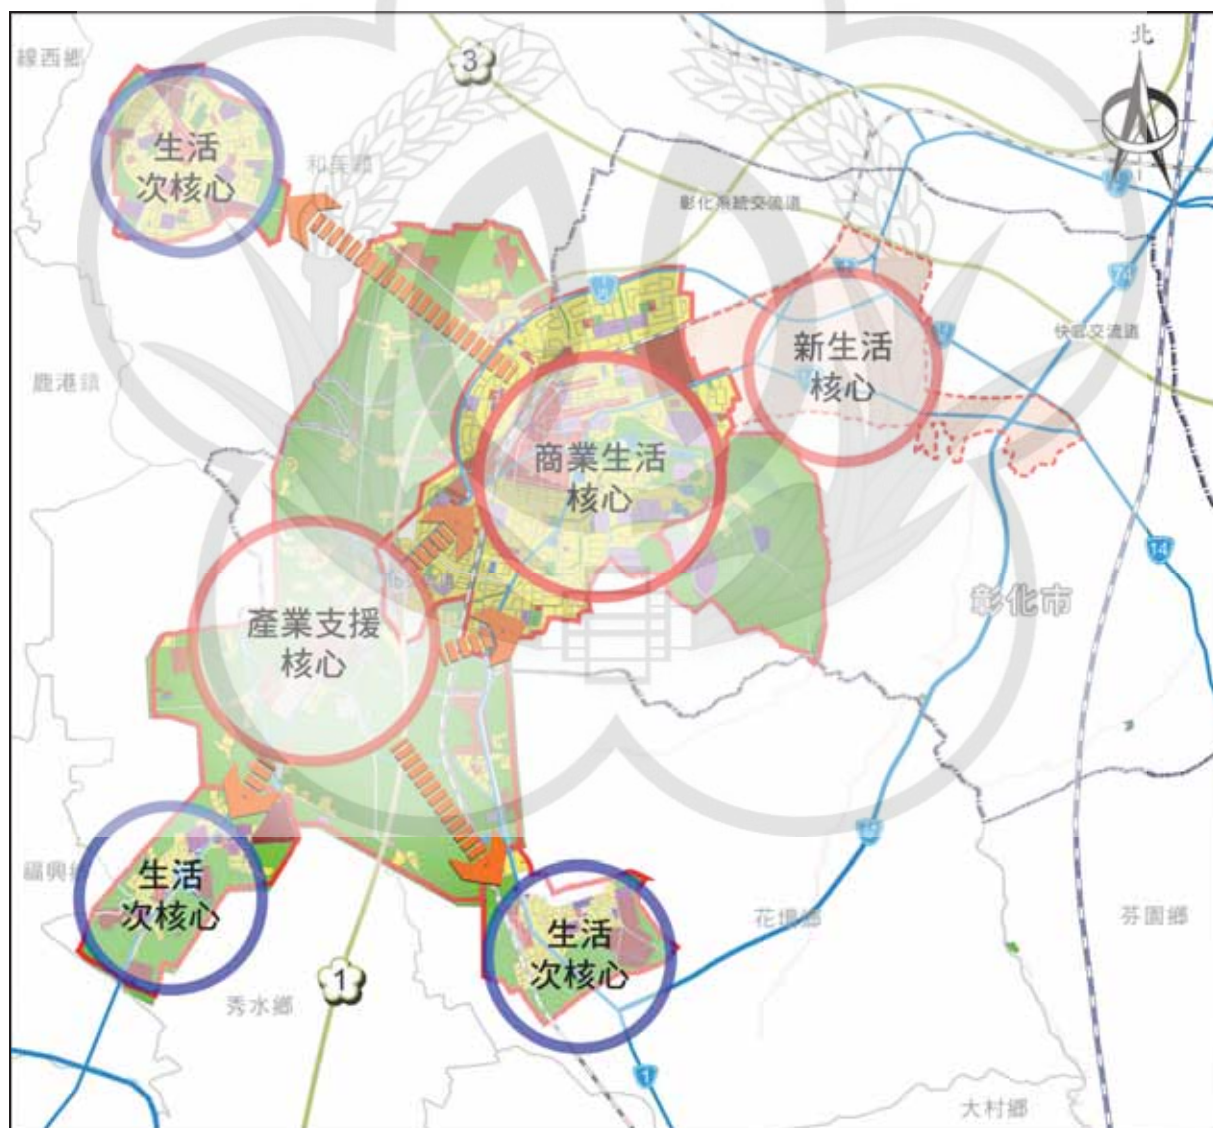 線西鄉
3
北
生活
次核心
和美鎮
彰化系統交流道
74
快官交流道
新生活
核心
鹿港鎮
商業生活
核心
14
彰化市
產業支援
核心
福興鄉
生活
次核心
生活
次核心
花壇鄉
芬園鄉
1
秀水鄉
1
大村鄉